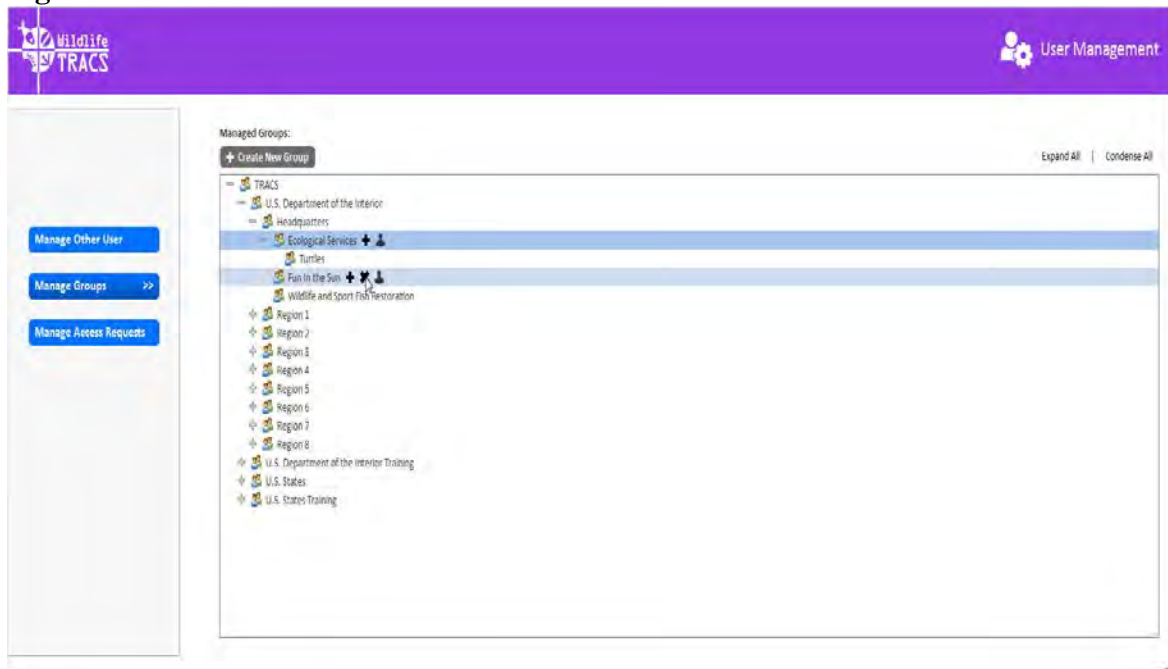 Wildlife
TRACS
User Management
Managed Groups:
+ Create New Group
Expand All | Condense All
TRACS
U.S. Department of the Interior
Headquarters
Ecological Services
Turtles
Fun In the Sun
Wildlife and Sport Fish Restoration
Region 1
Region 2
Region 3
Region 4
Region 5
Region 6
Region 7
Region 8
U.S. Department of the Interior Training
U.S. States
U.S. States Training
Manage Other User
Manage Groups >>
Manage Access Requests